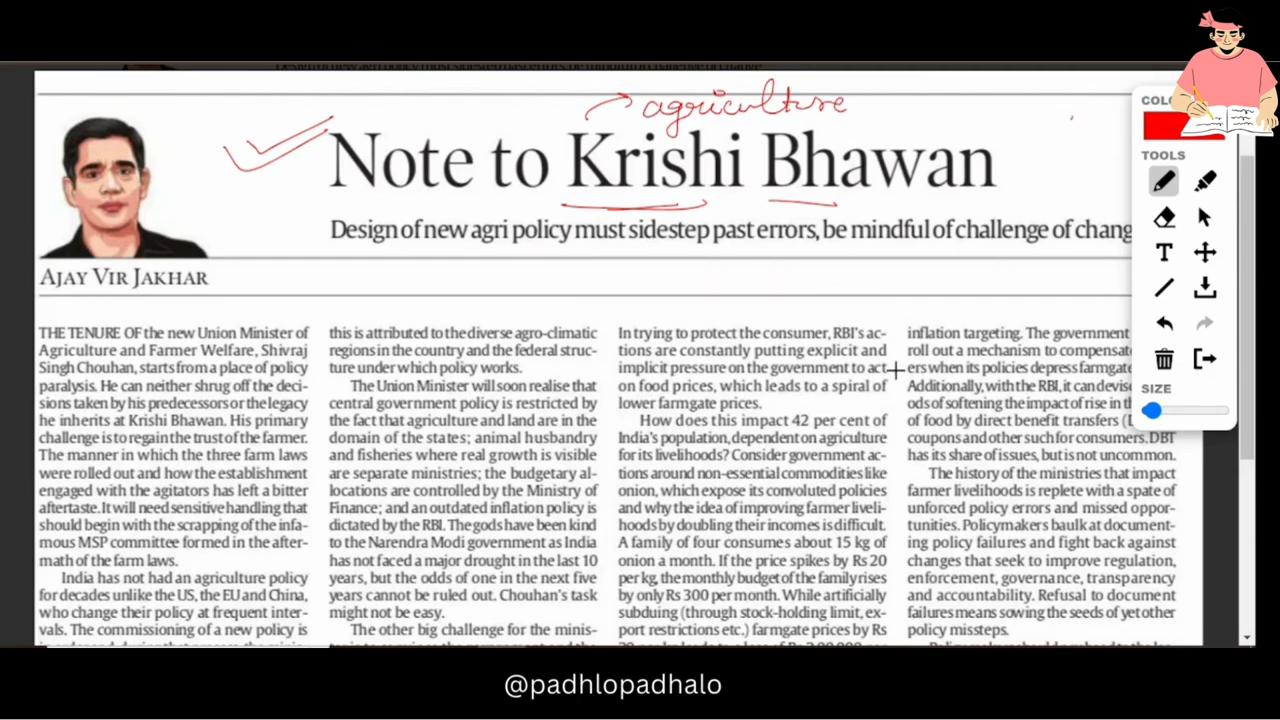 agriculture
Note to Krishi Bhawan
Design of new agri policy must sidestep past errors, be mindful of challenge of chang
AJAY VIR JAKHAR
THE TENURE OF the new Union Minister of
Agriculture and Farmer Welfare, Shivraj
Singh Chouhan, starts from a place of policy
paralysis. He can neither shrug off the deci-
sions taken by his predecessors or the legacy
he inherits at Krishi Bhawan. His primary
challenge is to regain the trust of the farmer.
The manner in which the three farm laws
were rolled out and how the establishment
engaged with the agitators has left a bitter
aftertaste. It will need sensitive handling that
should begin with the scrapping of the infa-
mous MSP committee formed in the after-
math of the farm laws.
India has not had an agriculture policy
for decades unlike the US, the EU and China,
who change their policy at frequent inter-
vals. The commissioning of a new policy is
this is attributed to the diverse agro-climatic
regions in the country and the federal struc-
ture under which policy works.
The Union Minister will soon realise that
central government policy is restricted by
the fact that agriculture and land are in the
domain of the states; animal husbandry
and fisheries where real growth is visible
are separate ministries; the budgetary al-
locations are controlled by the Ministry of
Finance; and an outdated inflation policy is
dictated by the RBI. The gods have been kind
to the Narendra Modi government as India
has not faced a major drought in the last 10
years, but the odds of one in the next five
years cannot be ruled out. Chouhan's task
might not be easy.
The other big challenge for the minis-
In trying to protect the consumer, RBI's ac-
tions are constantly putting explicit and
implicit pressure on the government to act
on food prices, which leads to a spiral of
lower farmgate prices.
How does this impact 42 per cent of
India's population, dependent on agriculture
for its livelihoods? Consider government ac-
tions around non-essential commodities like
onion, which expose its convoluted policies
and why the idea of improving farmer liveli-
hoods by doubling their incomes is difficult.
A family of four consumes about 15 kg of
onion a month. If the price spikes by Rs 20
per kg, the monthly budget of the family rises
by only Rs 300 per month. While artificially
subduing (through stock-holding limit, ex-
port restrictions etc.) farmgate prices by Rs
inflation targeting. The government
roll out a mechanism to compensat
ers when its policies depress farmgat
Additionally, with the RBI, it can devis
ods of softening the impact of rise in t
of food by direct benefit transfers (
coupons and other such for consumers. DBT
has its share of issues, but is not uncommon.
The history of the ministries that impact
farmer livelihoods is replete with a spate of
unforced policy errors and missed oppor-
tunities. Policymakers baulk at document-
ing policy failures and fight back against
changes that seek to improve regulation,
enforcement, governance, transparency
and accountability. Refusal to document
failures means sowing the seeds of yet other
policy missteps.
TOOLS
SIZE
@padhlopadhalo